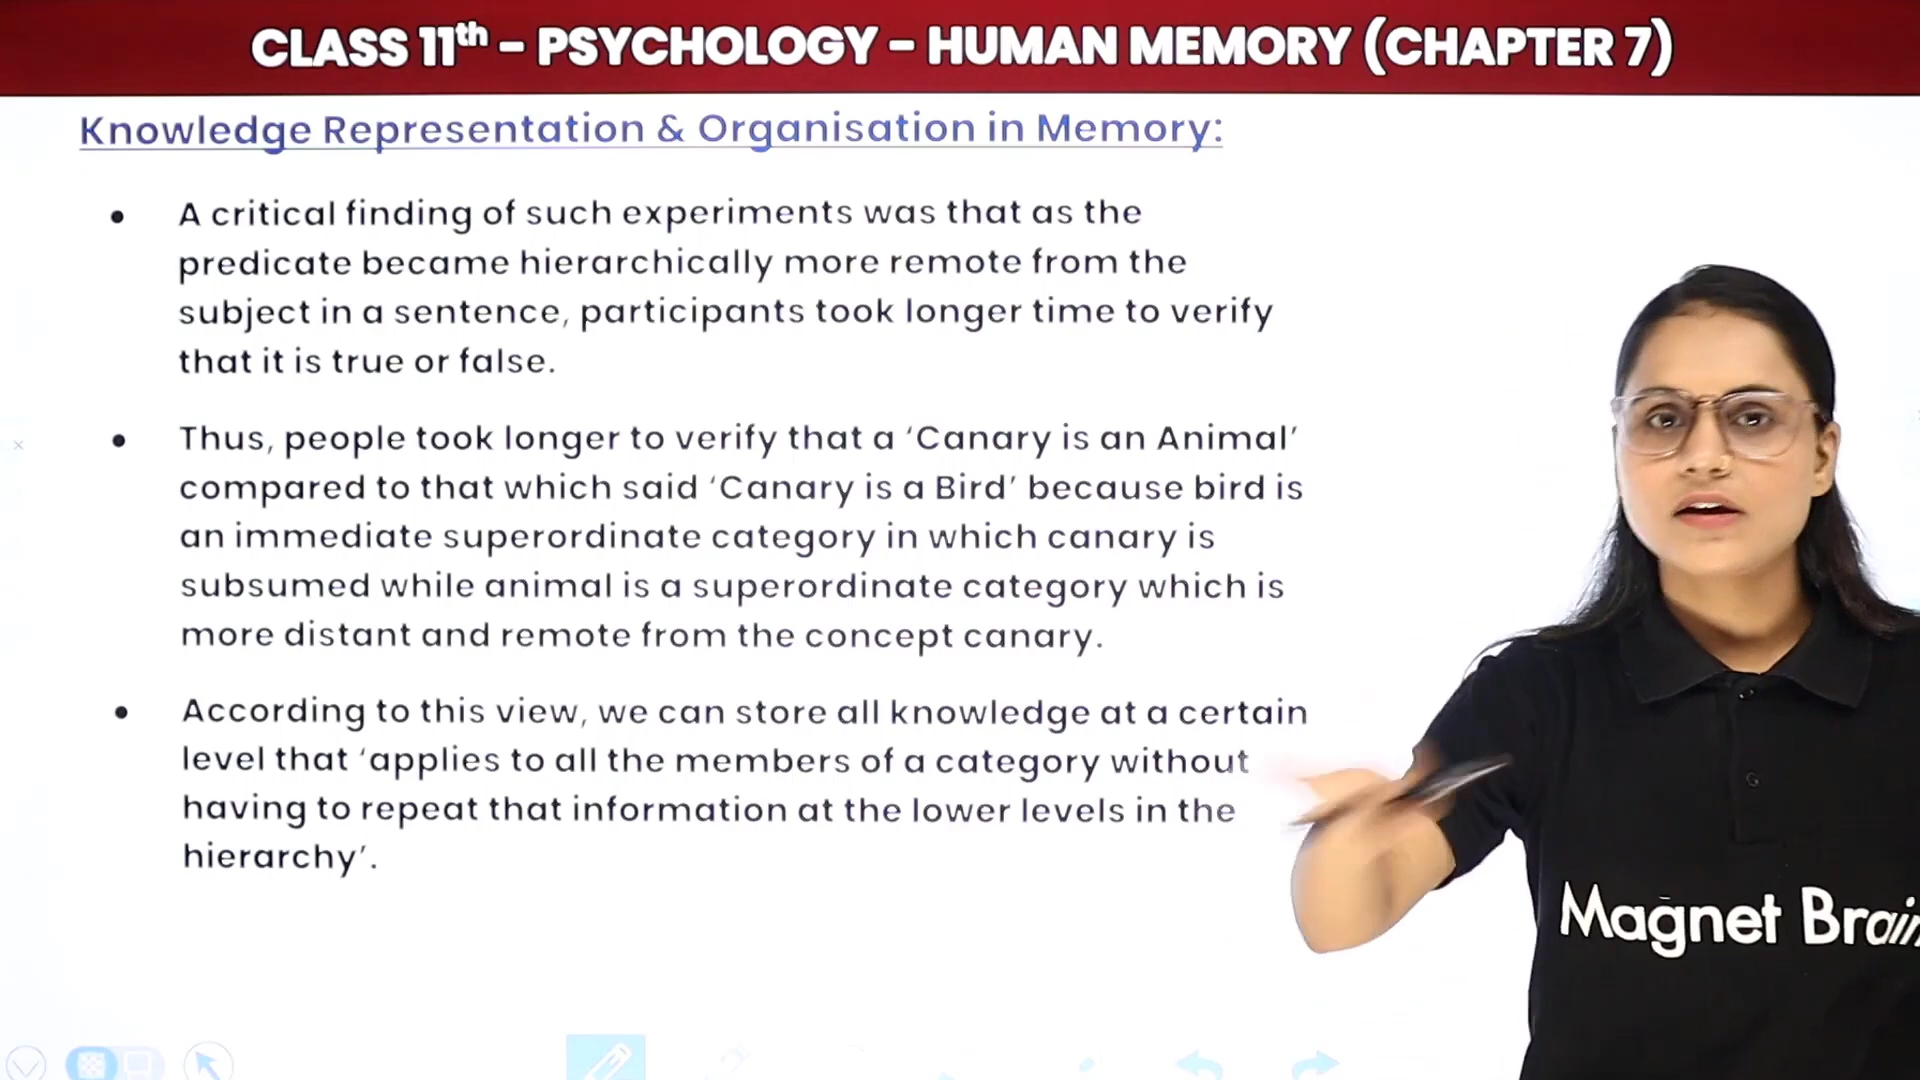 CLASS 11th – PSYCHOLOGY – HUMAN MEMORY (CHAPTER 7)
Knowledge Representation & Organisation in Memory:
• A critical finding of such experiments was that as the
predicate became hierarchically more remote from the
subject in a sentence, participants took longer time to verify
that it is true or false.
• Thus, people took longer to verify that a ‘Canary is an Animal’
compared to that which said ‘Canary is a Bird’ because bird is
an immediate superordinate category in which canary is
subsumed while animal is a superordinate category which is
more distant and remote from the concept canary.
• According to this view, we can store all knowledge at a certain
level that ‘applies to all the members of a category without
having to repeat that information at the lower levels in the
hierarchy’.
Magnet Brain